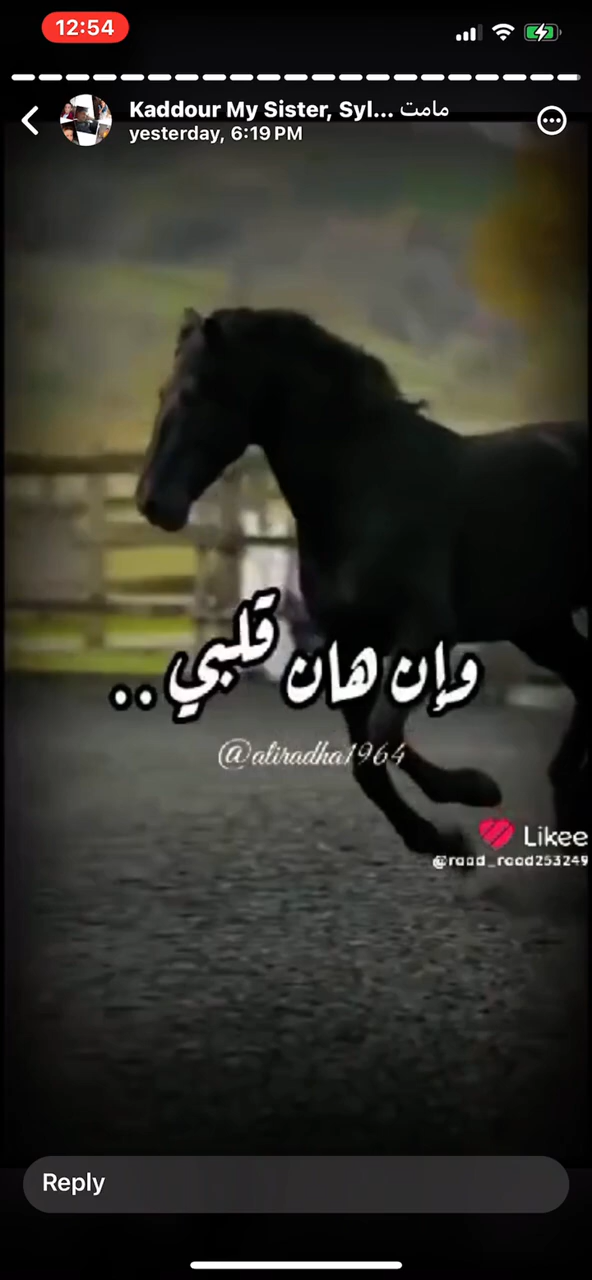 12:54
Kaddour My Sister, Syl... مامت
yesterday, 6:19 PM
وإن هان قلبي ..
@aliradha1964
Likee
@raad_raad253249
Reply